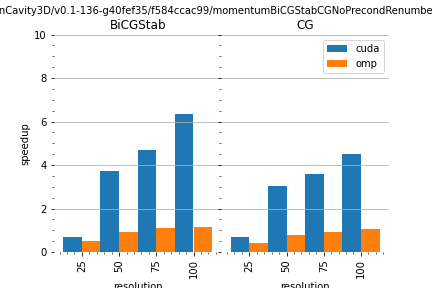 nCavity3D/v0.1-136-g40fef35/f584ccac99/momentumBiCGStabCGNoPrecondRenumbe
BiCGStab CG
10
8
6
4
2
0
speedup
cuda
omp
25 50 75 100 25 50 75 100
resolution resolution